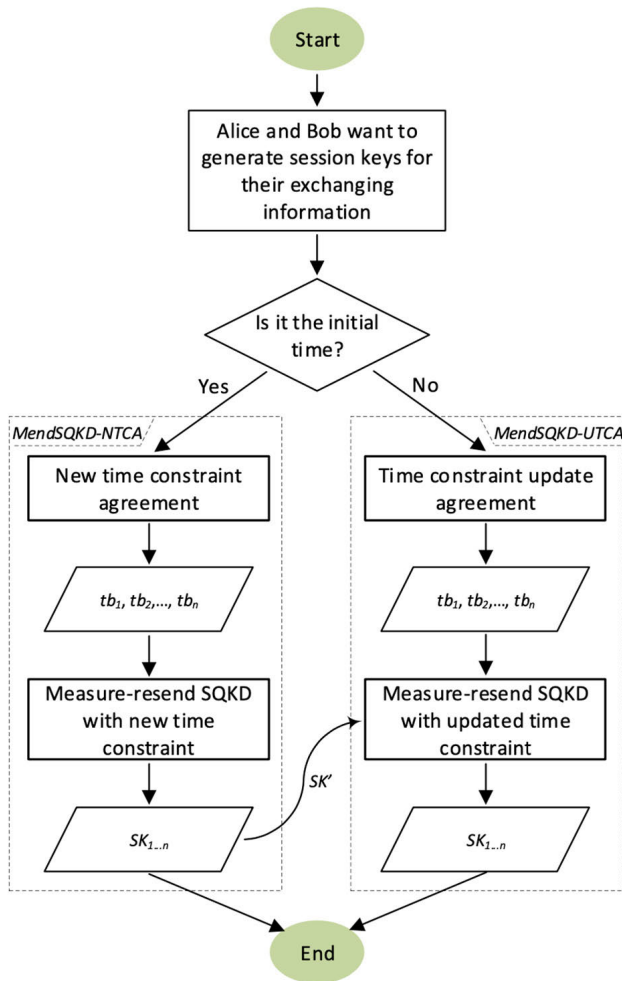 Start
Alice and Bob want to
generate session keys for
their exchanging
information
Is it the initial
time?
Yes
No
MendSQKD-NTCA
New time constraint
agreement
tb₁, tb₂,..., tbₙ
Measure-resend SQKD
with new time
constraint
SK₁...ₙ
SK'
MendSQKD-UTCA
Time constraint update
agreement
tb₁, tb₂,..., tbₙ
Measure-resend SQKD
with updated time
constraint
SK₁...ₙ
End